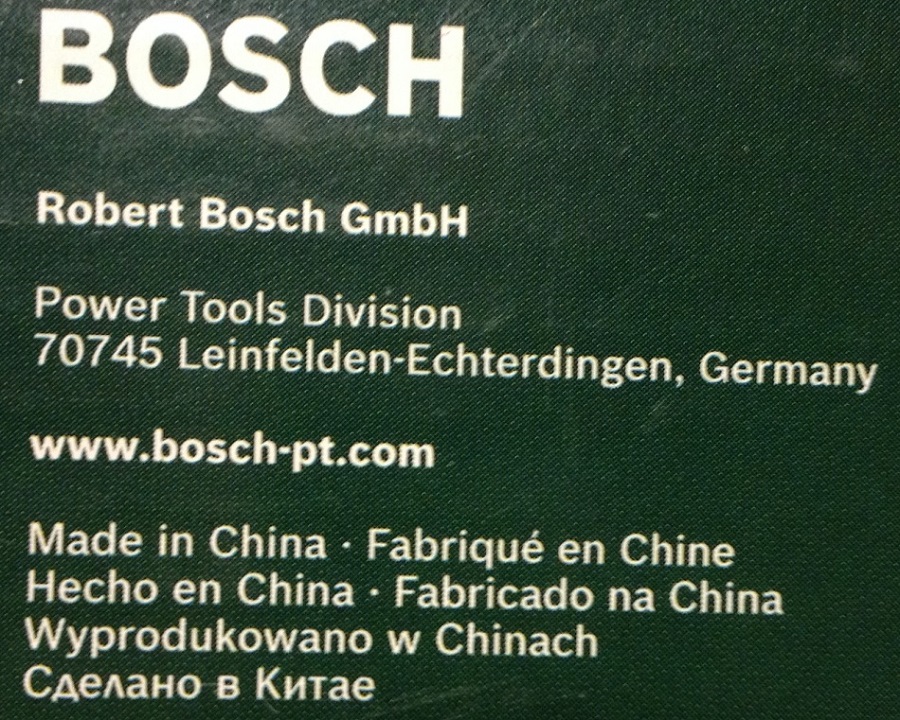 BOSCH
Robert Bosch GmbH
Power Tools Division
70745 Leinfelden-Echterdingen, Germany
www.bosch-pt.com
Made in China · Fabriqué en Chine
Hecho en China · Fabricado na China
Wyprodukowano w Chinach
Сделано в Китае